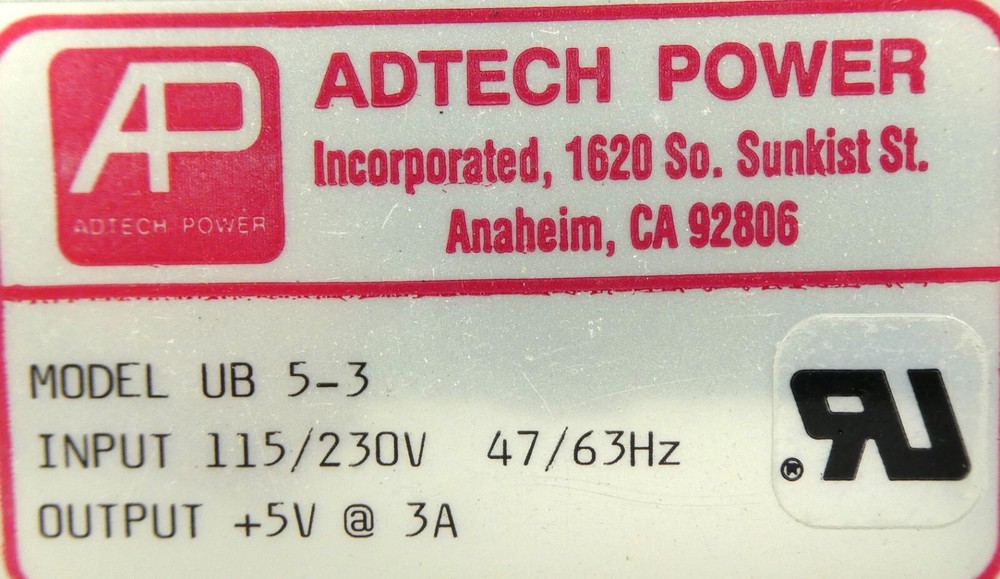 AP
ADTECH POWER
ADTECH POWER
Incorporated, 1620 So. Sunkist St.
Anaheim, CA 92806
MODEL UB 5-3
INPUT 115/230V 47/63Hz
OUTPUT +5V @ 3A
RU
®